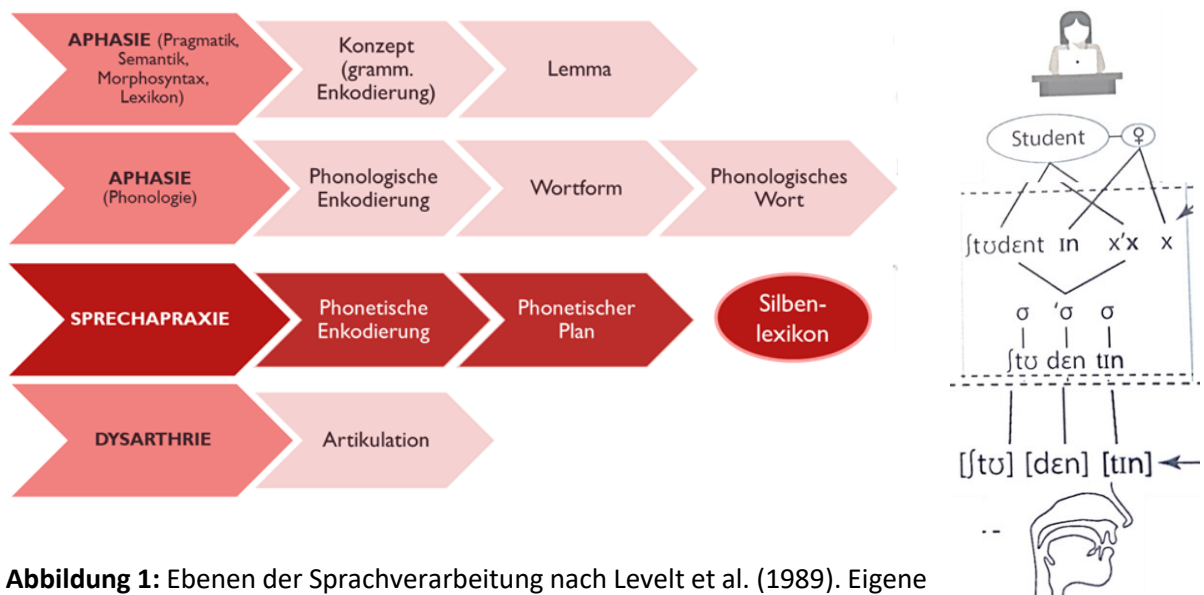 APHASIE (Pragmatik,
Semantik,
Morphosyntax,
Lexikon)
Konzept
(gramm.
Enkodierung)
Lemma
APHASIE
(Phonologie)
Phonologische
Enkodierung
Wortform
Phonologisches
Wort
SPRECHAPRAXIE
Phonetische
Enkodierung
Phonetischer
Plan
Silben-
lexikon
DYSARTHRIE
Artikulation
Student ♀
ʃtʊdɛnt ɪn x'x x
σ 'σ σ
ʃtʊ dɛn tɪn
[ʃtʊ] [dɛn] [tɪn]
Abbildung 1: Ebenen der Sprachverarbeitung nach Levelt et al. (1989). Eigene